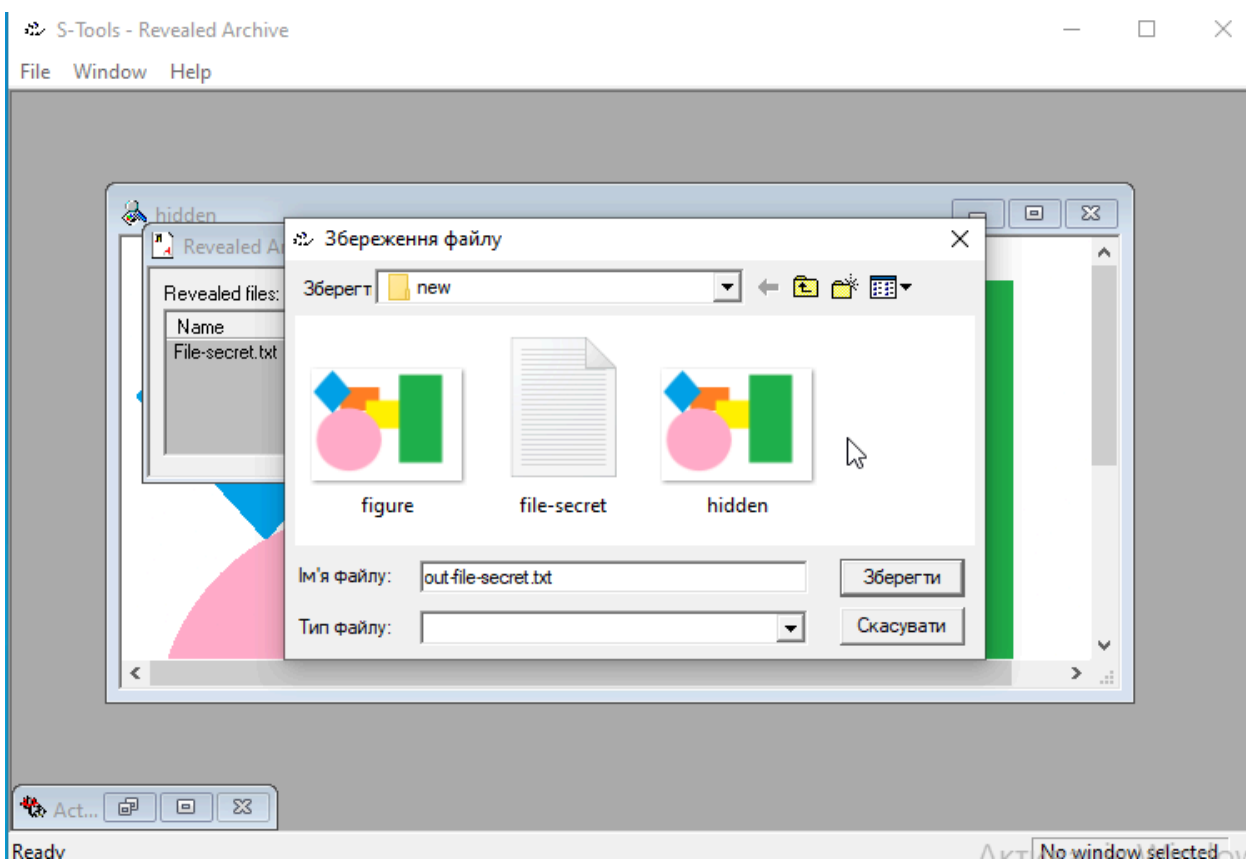 S-Tools - Revealed Archive
File Window Help
hidden
Revealed
Збереження файлу
Revealed files:
Зберегт new
Name
File-secret.txt
figure file-secret hidden
Ім'я файлу: out-file-secret.txt Зберегти
Тип файлу: Скасувати
Act...
Ready No window selected